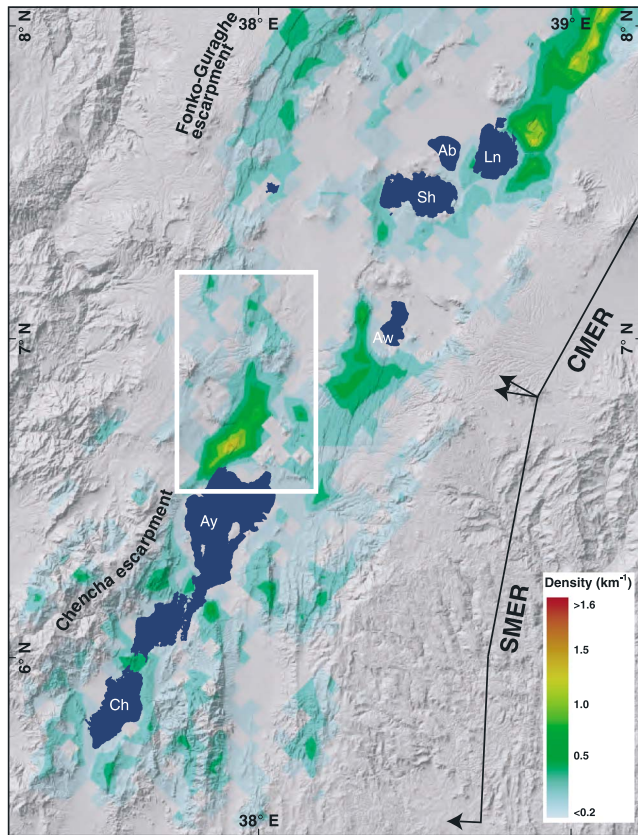 8° N
38° E
39° E
8° N
Fonko-Guraghe
escarpment
Ab
Ln
Sh
7° N
Aw
7° N
CMER
Ay
Chencha escarpment
Density (km-1)
>1.6
1.5
1.0
0.5
<0.2
SMER
6° N
6° N
Ch
38° E